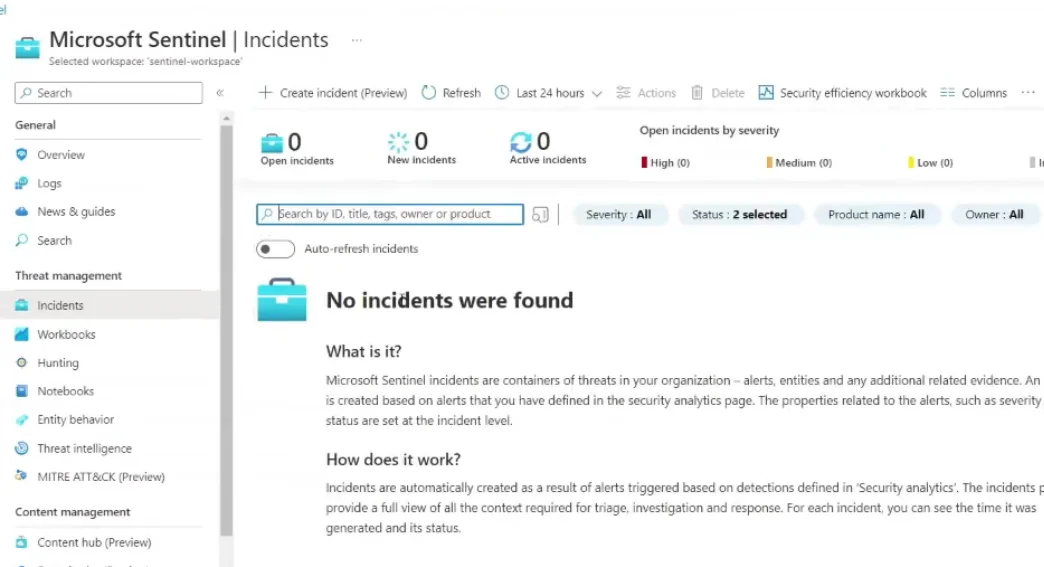 el
Microsoft Sentinel | Incidents ...
Selected workspace: 'sentinel-workspace'
Search
«
Create incident (Preview) Refresh Last 24 hours Actions Delete Security efficiency workbook Columns ...
General
Overview
Logs
News & guides
Search
Threat management
Incidents
Workbooks
Hunting
Notebooks
Entity behavior
Threat intelligence
MITRE ATT&CK (Preview)
Content management
Content hub (Preview)
0
Open incidents
0
New incidents
0
Active incidents
Open incidents by severity
High (0) Medium (0) Low (0)
Search by ID, title, tags, owner or product
Severity : All Status : 2 selected Product name : All Owner : All
Auto-refresh incidents
No incidents were found
What is it?
Microsoft Sentinel incidents are containers of threats in your organization – alerts, entities and any additional related evidence. An
is created based on alerts that you have defined in the security analytics page. The properties related to the alerts, such as severity
status are set at the incident level.
How does it work?
Incidents are automatically created as a result of alerts triggered based on detections defined in 'Security analytics'. The incidents p
provide a full view of all the context required for triage, investigation and response. For each incident, you can see the time it was
generated and its status.